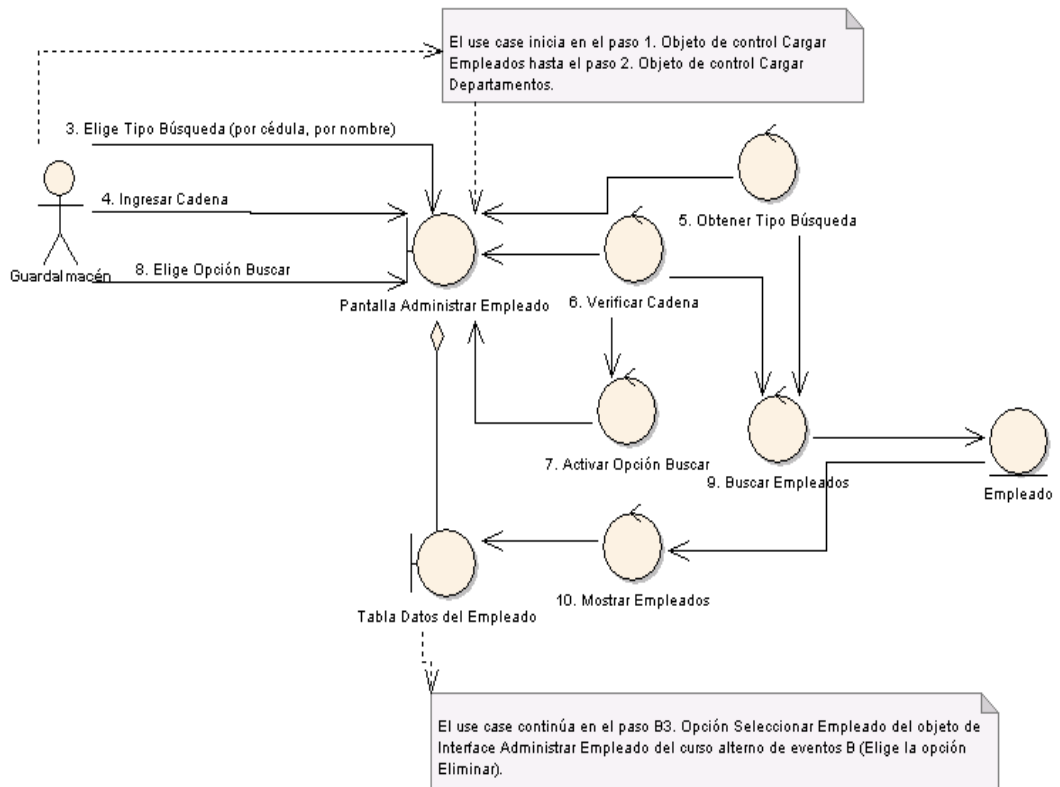 El use case inicia en el paso 1. Objeto de control Cargar
Empleados hasta el paso 2. Objeto de control Cargar
Departamentos.
3. Elige Tipo Búsqueda (por cédula, por nombre)
4. Ingresar Cadena
5. Obtener Tipo Búsqueda
Guardalmacén
8. Elige Opción Buscar
Pantalla Administrar Empleado
6. Verificar Cadena
7. Activar Opción Buscar
9. Buscar Empleados
Empleado
10. Mostrar Empleados
Tabla Datos del Empleado
El use case continúa en el paso B3. Opción Seleccionar Empleado del objeto de
Interface Administrar Empleado del curso alterno de eventos B (Elige la opción
Eliminar).